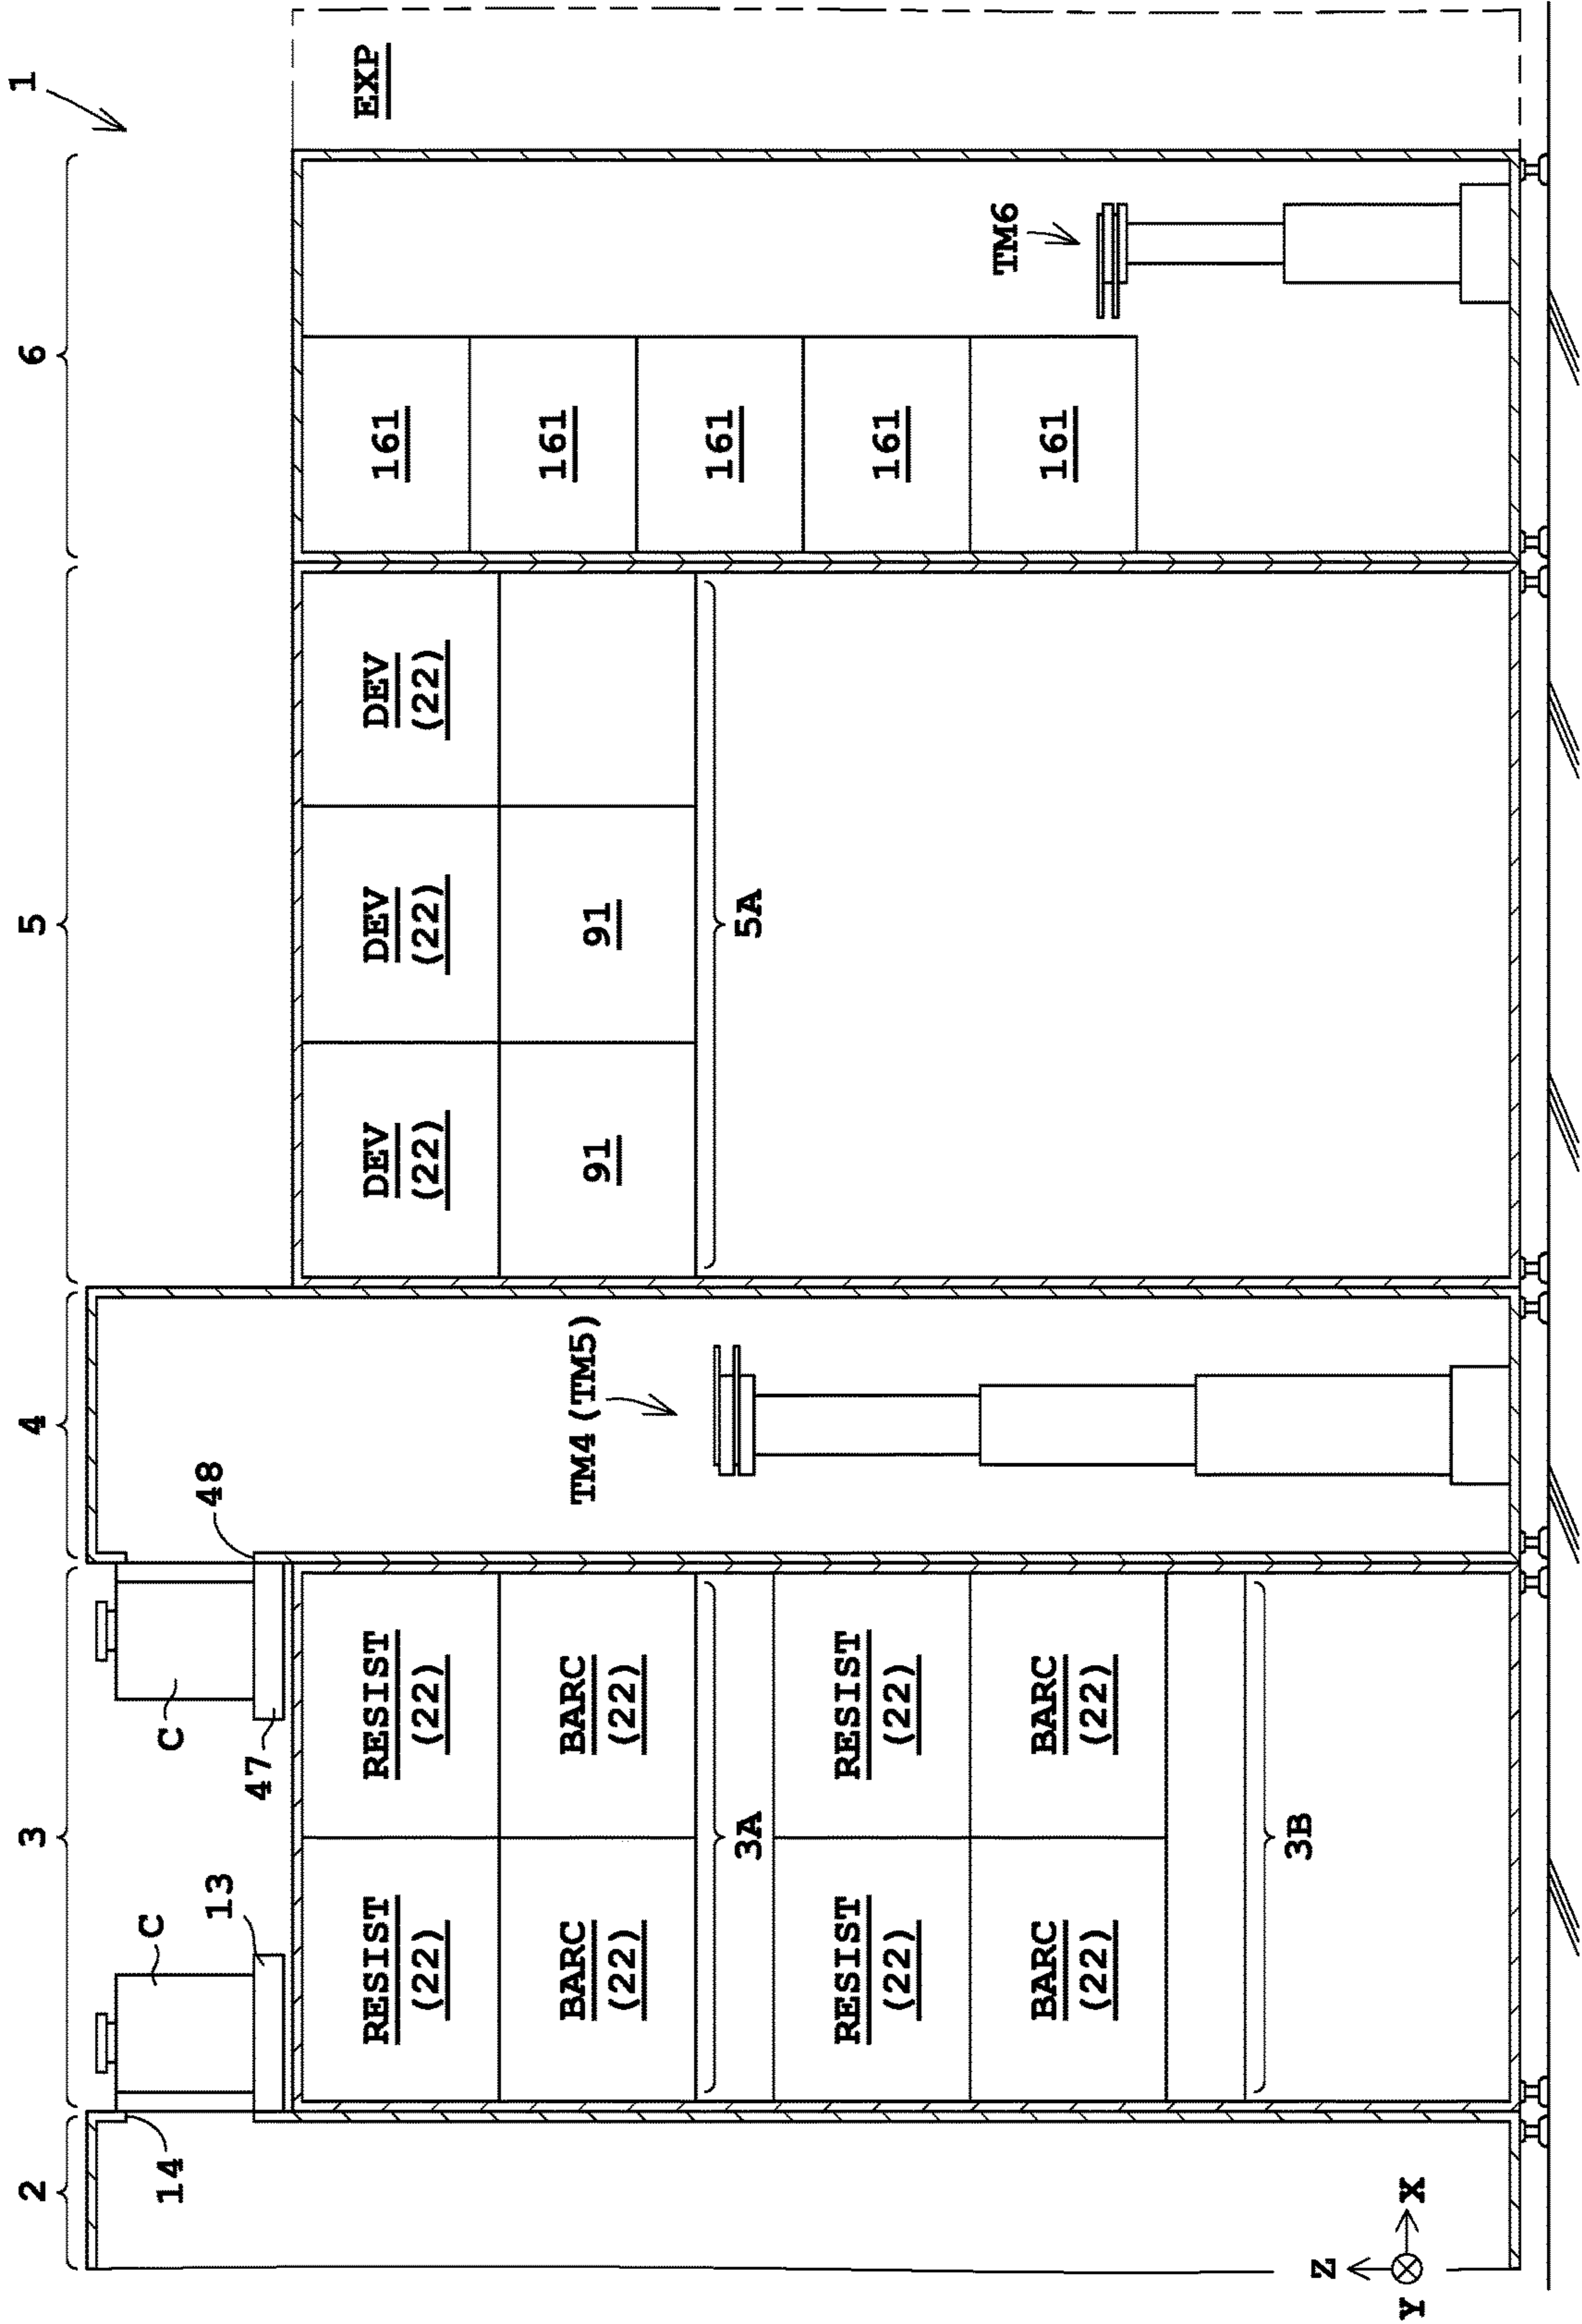 1
2
3
4
5
6
14
C
13
C
47
48
TM4(TM5)
TM6
EXP
RESIST
(22)
RESIST
(22)
BARC
(22)
BARC
(22)
3A
RESIST
(22)
RESIST
(22)
BARC
(22)
BARC
(22)
3B
DEV
(22)
DEV
(22)
DEV
(22)
91
91
5A
161
161
161
161
161
Z
Y
X